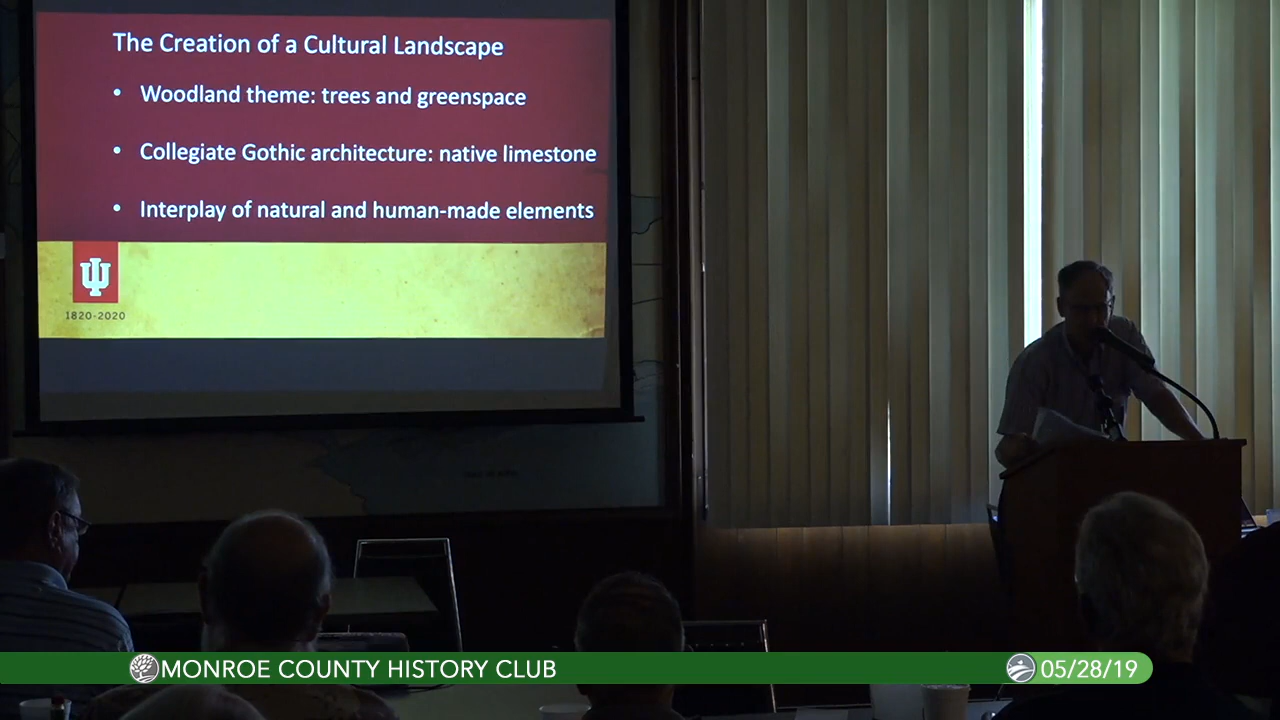 The Creation of a Cultural Landscape
• Woodland theme: trees and greenspace
• Collegiate Gothic architecture: native limestone
• Interplay of natural and human-made elements
1820-2020
MONROE COUNTY HISTORY CLUB
05/28/19